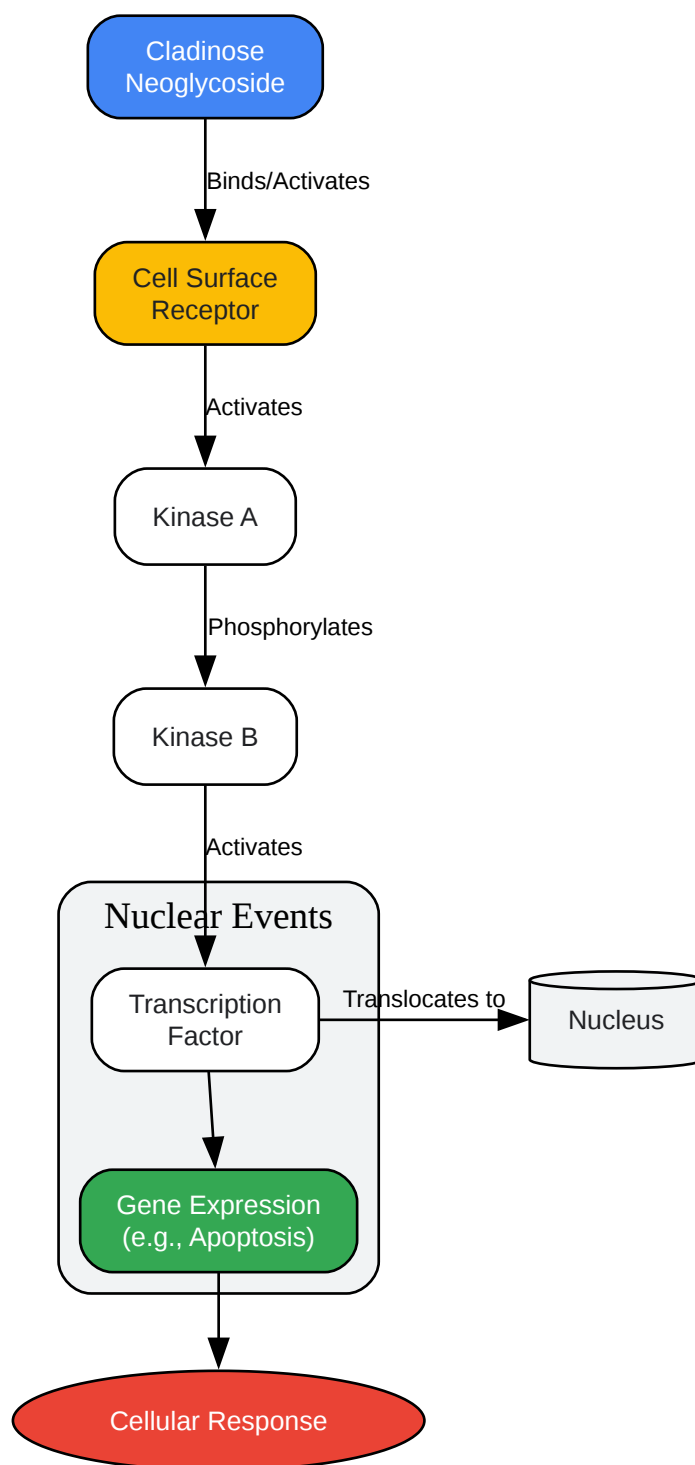 Cladinose
Neoglycoside
Binds/Activates
Cell Surface
Receptor
Activates
Kinase A
Phosphorylates
Kinase B
Activates
Nuclear Events
Transcription
Factor
Translocates to
Nucleus
Gene Expression
(e.g., Apoptosis)
Cellular Response